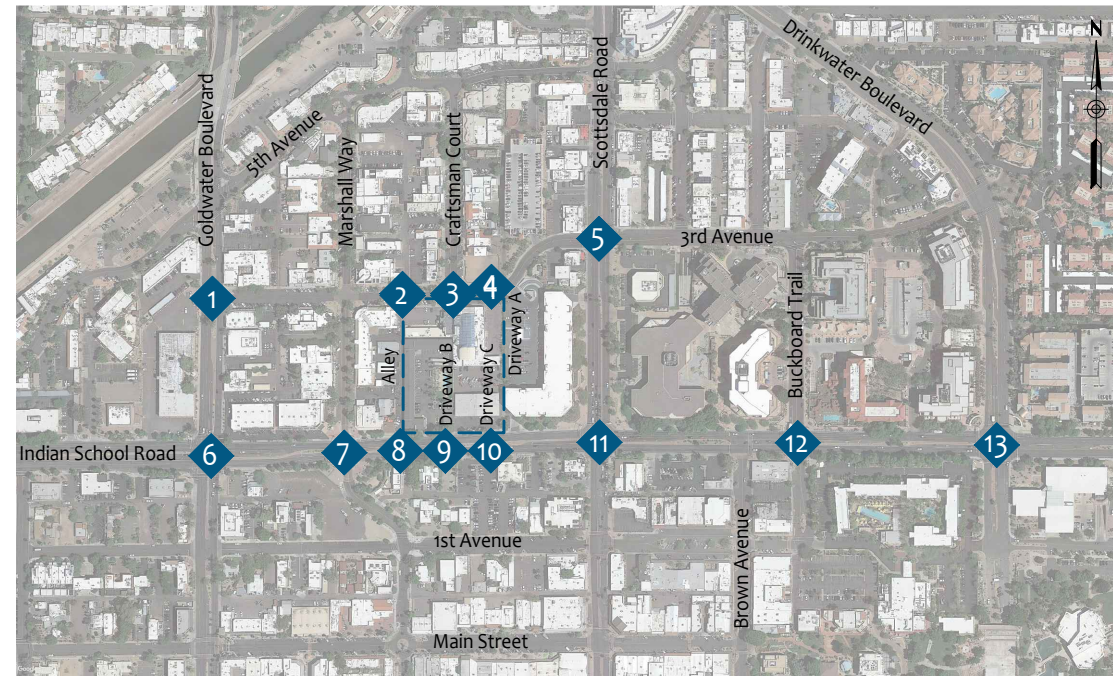 N
Drinkwater Boulevard
Scottsdale Road
Goldwater Boulevard
5th Avenue
Marshall Way
Craftsman Court
3rd Avenue
Buckboard Trail
1
2
3
4
5
Alley
Driveway B
Driveway C
Driveway A
Indian School Road
6
7
8
9
10
11
12
13
1st Avenue
Brown Avenue
Main Street
Google